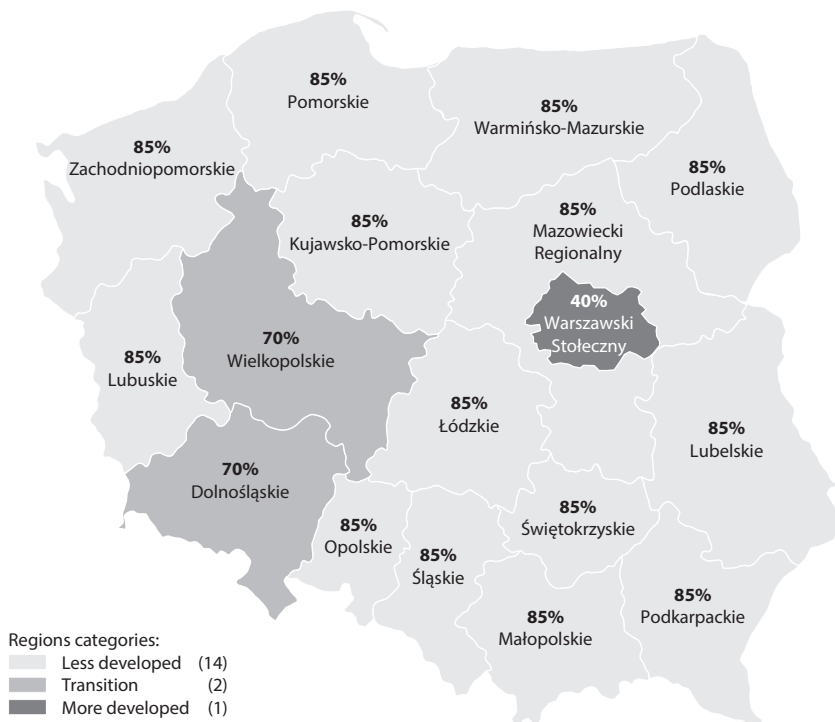 85%
Pomorskie
85%
Warmińsko-Mazurskie
85%
Zachodniopomorskie
85%
Podlaskie
85%
Kujawsko-Pomorskie
85%
Mazowiecki
Regionalny
40%
Warszawski
Stołeczny
70%
Wielkopolskie
85%
Lubuskie
85%
Łódzkie
85%
Lubelskie
70%
Dolnośląskie
85%
Opolskie
85%
Śląskie
85%
Świętokrzyskie
85%
Małopolskie
85%
Podkarpackie
Regions categories:
Less developed (14)
Transition (2)
More developed (1)